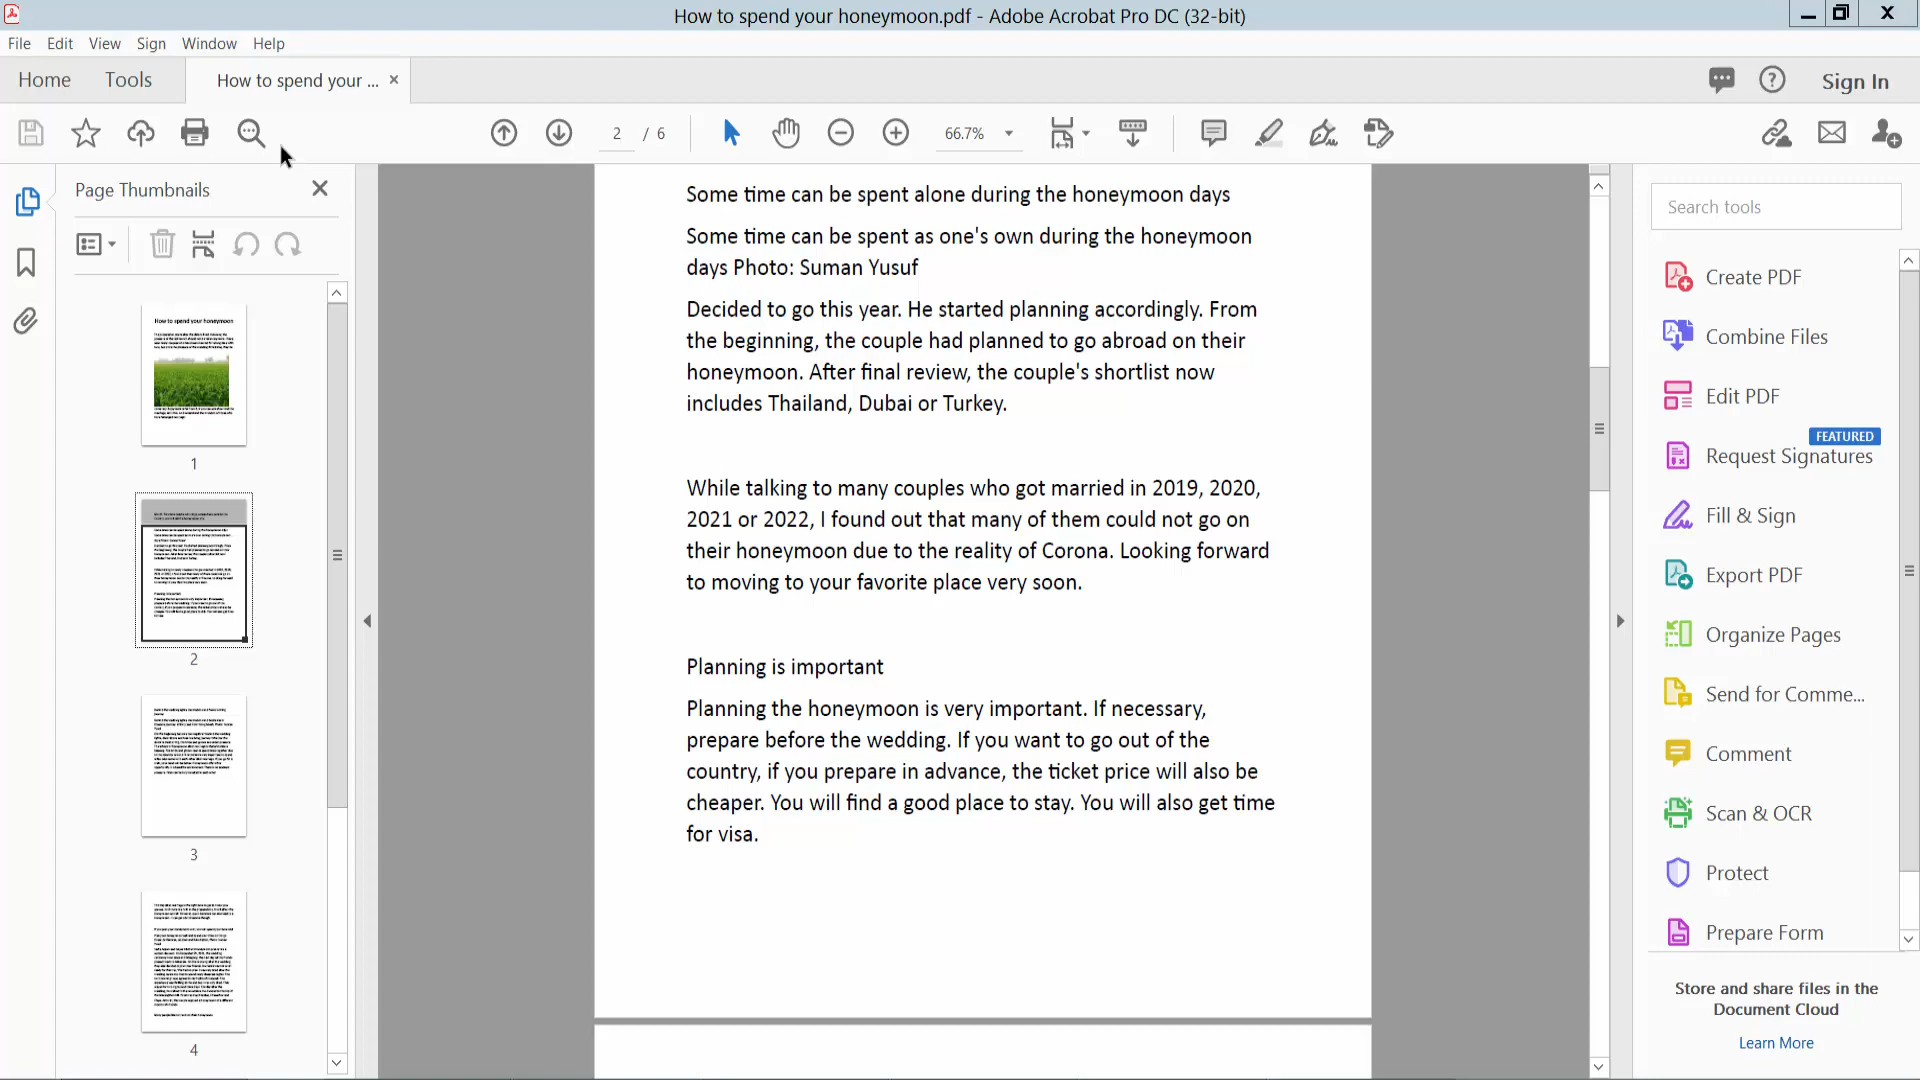 How to spend your honeymoon.pdf - Adobe Acrobat Pro DC (32-bit)
File Edit View Sign Window Help
Home Tools How to spend your ... Sign In
2 / 6 66.7%
Page Thumbnails
How to spend your honeymoon
1
2
3
4
Some time can be spent alone during the honeymoon days
Some time can be spent as one's own during the honeymoon
days Photo: Suman Yusuf
Decided to go this year. He started planning accordingly. From
the beginning, the couple had planned to go abroad on their
honeymoon. After final review, the couple's shortlist now
includes Thailand, Dubai or Turkey.
While talking to many couples who got married in 2019, 2020,
2021 or 2022, I found out that many of them could not go on
their honeymoon due to the reality of Corona. Looking forward
to moving to your favorite place very soon.
Planning is important
Planning the honeymoon is very important. If necessary,
prepare before the wedding. If you want to go out of the
country, if you prepare in advance, the ticket price will also be
cheaper. You will find a good place to stay. You will also get time
for visa.
Search tools
Create PDF
Combine Files
Edit PDF
FEATURED
Request Signatures
Fill & Sign
Export PDF
Organize Pages
Send for Comme...
Comment
Scan & OCR
Protect
Prepare Form
Store and share files in the
Document Cloud
Learn More